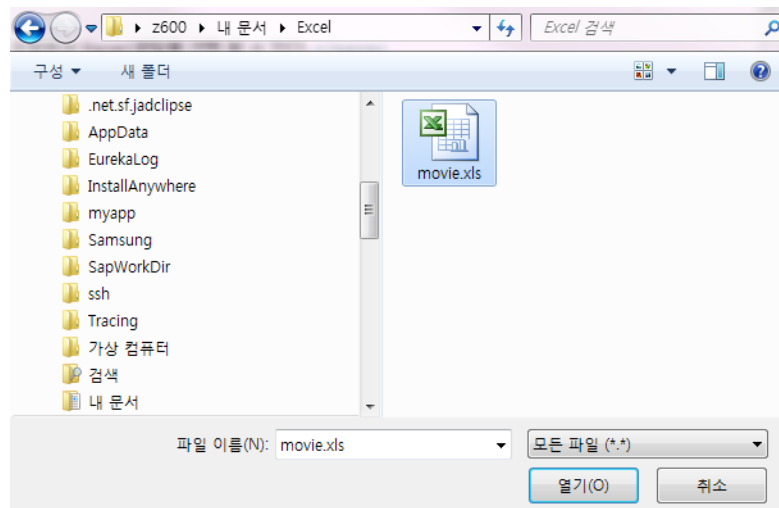 z600 내 문서 Excel Excel 검색
구성 새 폴더
.net.sf.jadclipse
AppData
EurekaLog
InstallAnywhere
myapp
Samsung
SapWorkDir
ssh
Tracing
가상 컴퓨터
검색
내 문서
movie.xls
파일 이름(N): movie.xls 모든 파일 (*.*)
열기(O) 취소